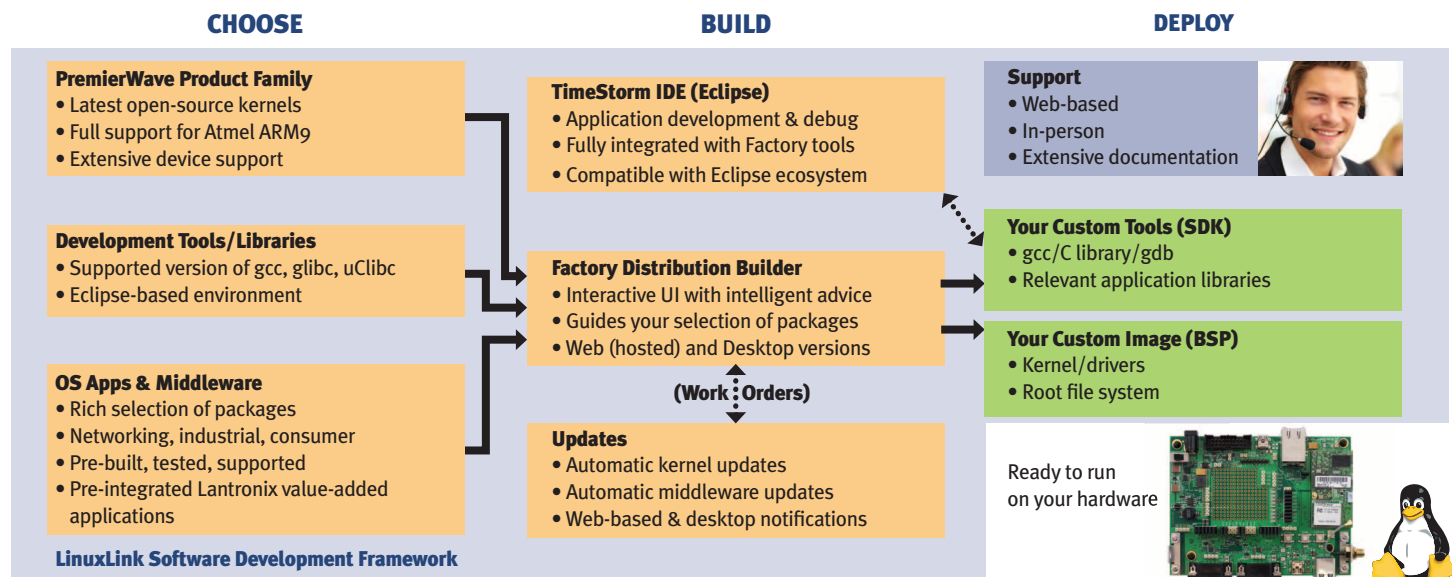 CHOOSE
PremierWave Product Family
• Latest open-source kernels
• Full support for Atmel ARM9
• Extensive device support
Development Tools/Libraries
• Supported version of gcc, glibc, uClibc
• Eclipse-based environment
OS Apps & Middleware
• Rich selection of packages
• Networking, industrial, consumer
• Pre-built, tested, supported
• Pre-integrated Lantronix value-added
applications
LinuxLink Software Development Framework
BUILD
TimeStorm IDE (Eclipse)
• Application development & debug
• Fully integrated with Factory tools
• Compatible with Eclipse ecosystem
Factory Distribution Builder
• Interactive UI with intelligent advice
• Guides your selection of packages
• Web (hosted) and Desktop versions
(Work Orders)
Updates
• Automatic kernel updates
• Automatic middleware updates
• Web-based & desktop notifications
DEPLOY
Support
• Web-based
• In-person
• Extensive documentation
Your Custom Tools (SDK)
• gcc/C library/gdb
• Relevant application libraries
Your Custom Image (BSP)
• Kernel/drivers
• Root file system
Ready to run
on your hardware